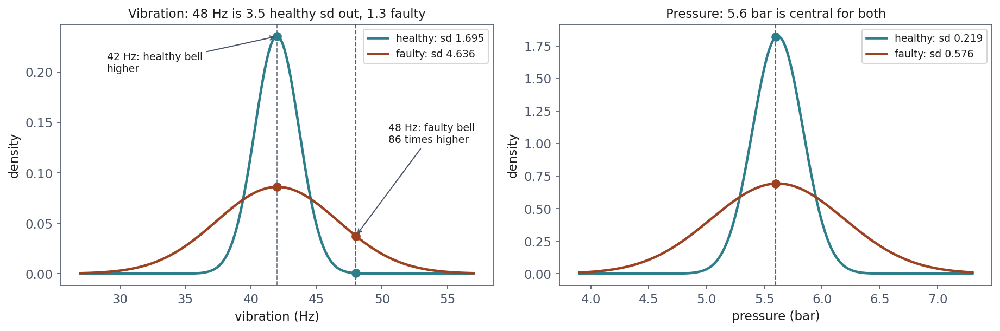 Vibration: 48 Hz is 3.5 healthy sd out, 1.3 faulty
healthy: sd 1.695
faulty: sd 4.636
42 Hz: healthy bell
higher
48 Hz: faulty bell
86 times higher
0.20
0.15
0.10
0.05
0.00
density
30
35
40
45
50
55
vibration (Hz)
Pressure: 5.6 bar is central for both
healthy: sd 0.219
faulty: sd 0.576
1.75
1.50
1.25
1.00
0.75
0.50
0.25
0.00
density
4.0
4.5
5.0
5.5
6.0
6.5
7.0
pressure (bar)